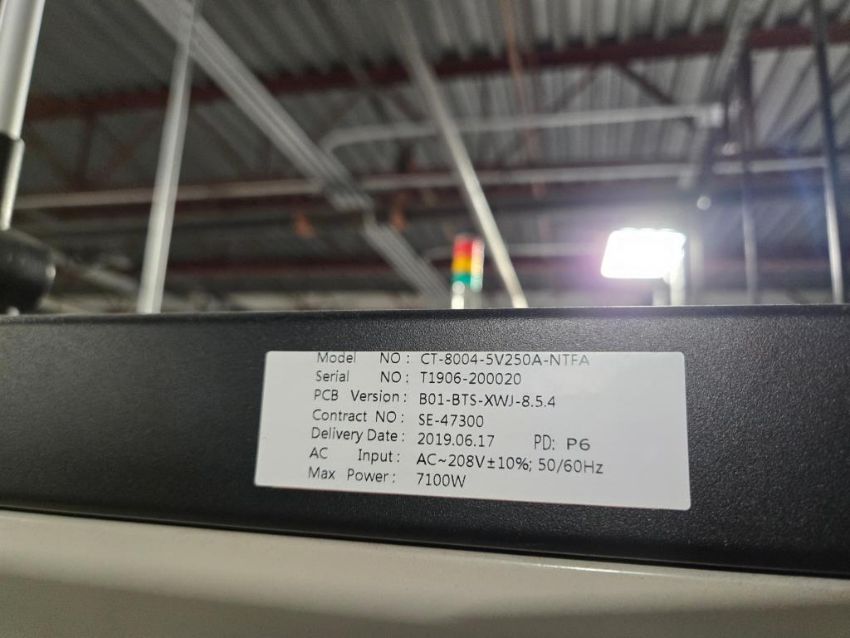 Model NO : CT-8004-5V250A-NTFA
Serial NO : T1906-200020
PCB Version : B01-BTS-XWJ-8.5.4
Contract NO : SE-47300
Delivery Date : 2019.06.17 PD: P6
AC Input : AC~208V±10%; 50/60Hz
Max Power : 7100W